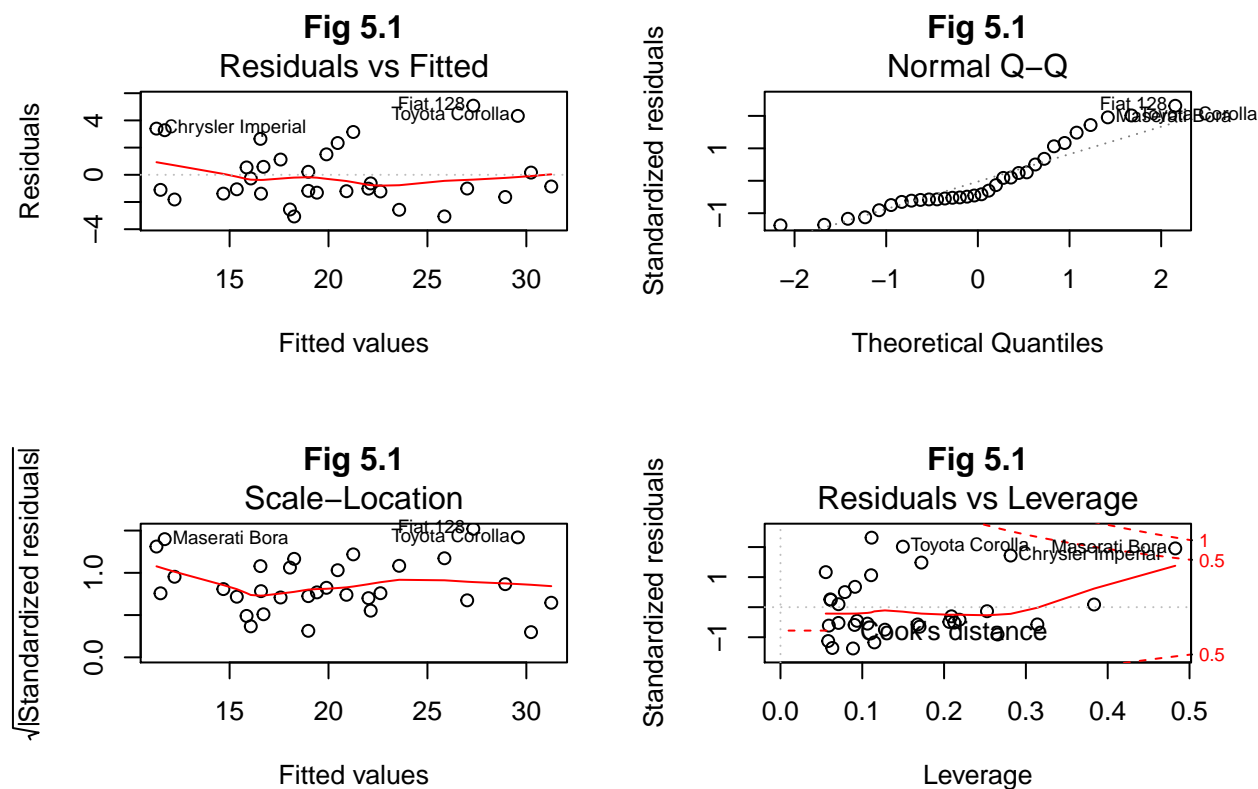 Fig 5.1
Residuals vs Fitted
Residuals
4
0
−4
Fiat 128
Toyota Corolla
Chrysler Imperial
15 20 25 30
Fitted values
Fig 5.1
Normal Q−Q
Standardized residuals
1
−1
Fiat 128
Toyota Corolla
Maserati Bora
−2 −1 0 1 2
Theoretical Quantiles
Fig 5.1
Scale−Location
√|Standardized residuals|
1.0
0.0
Fiat 128
Toyota Corolla
Maserati Bora
15 20 25 30
Fitted values
Fig 5.1
Residuals vs Leverage
Standardized residuals
1
−1
Toyota Corolla
Maserati Bora
Chrysler Imperial
1
0.5
0.5
Cook's distance
0.0 0.1 0.2 0.3 0.4 0.5
Leverage